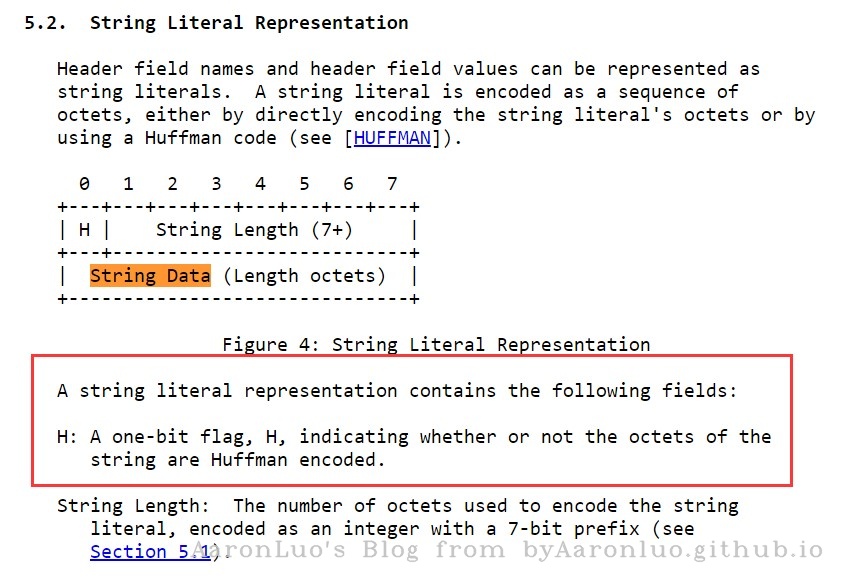 5.2.  String Literal Representation
Header field names and header field values can be represented as
string literals.  A string literal is encoded as a sequence of
octets, either by directly encoding the string literal's octets or by
using a Huffman code (see [HUFFMAN]).
0   1   2   3   4   5   6   7
+---+---+---+---+---+---+---+---+
| H |    String Length (7+)     |
+---+---------------------------+
|  String Data (Length octets)  |
+-------------------------------+
Figure 4: String Literal Representation
A string literal representation contains the following fields:
H: A one-bit flag, H, indicating whether or not the octets of the
string are Huffman encoded.
String Length:  The number of octets used to encode the string
literal, encoded as an integer with a 7-bit prefix (see
Section 5.1).
AaronLuo's Blog from byAaronluo.github.io